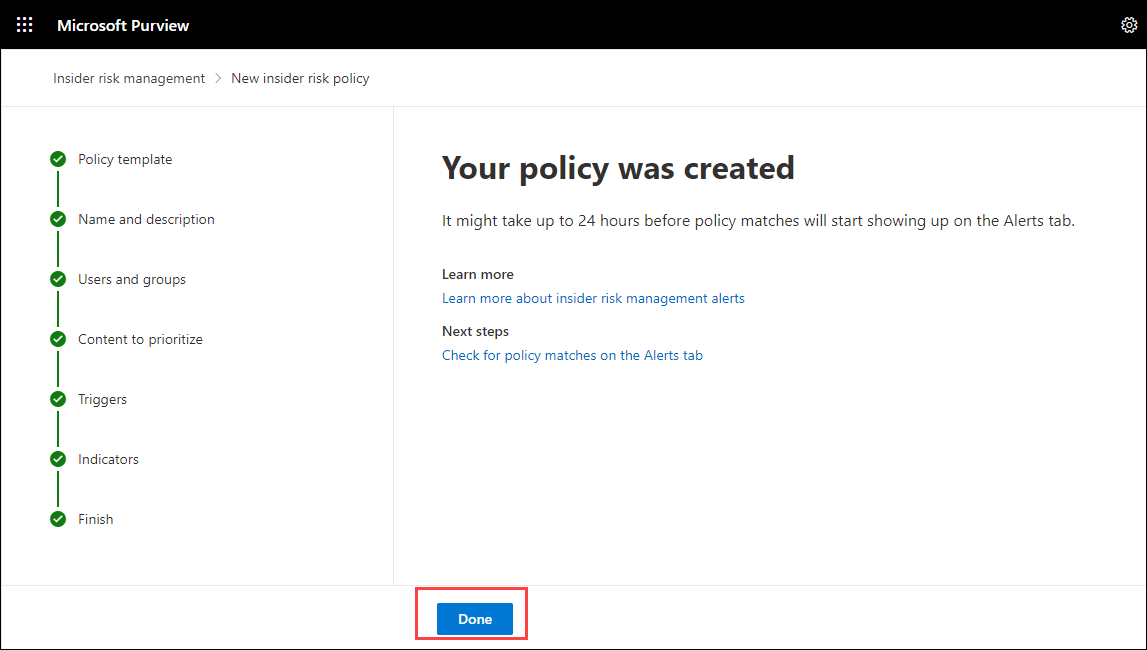 Microsoft Purview
Insider risk management > New insider risk policy
Policy template
Name and description
Users and groups
Content to prioritize
Triggers
Indicators
Finish
Your policy was created
It might take up to 24 hours before policy matches will start showing up on the Alerts tab.
Learn more
Learn more about insider risk management alerts
Next steps
Check for policy matches on the Alerts tab
Done